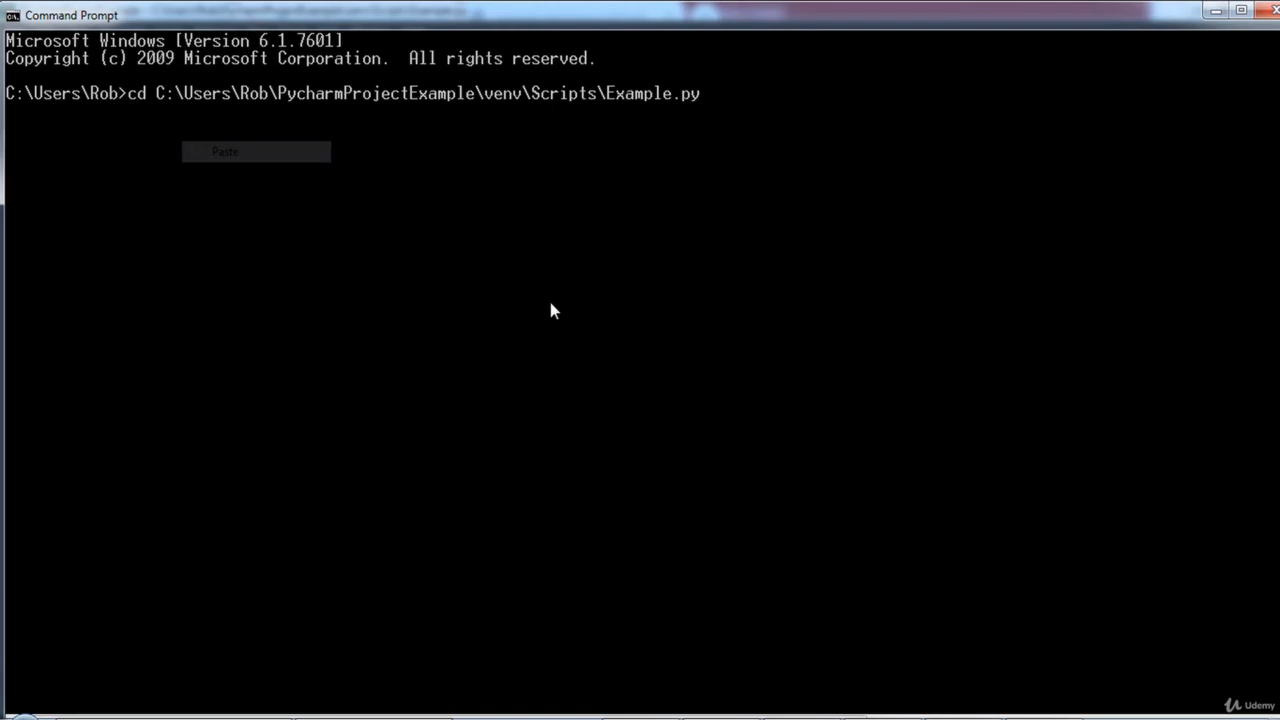 Command Prompt
Microsoft Windows [Version 6.1.7601]
Copyright (c) 2009 Microsoft Corporation.  All rights reserved.
C:\Users\Rob>cd C:\Users\Rob\PycharmProjectExample\venv\Scripts\Example.py
Paste
Udemy